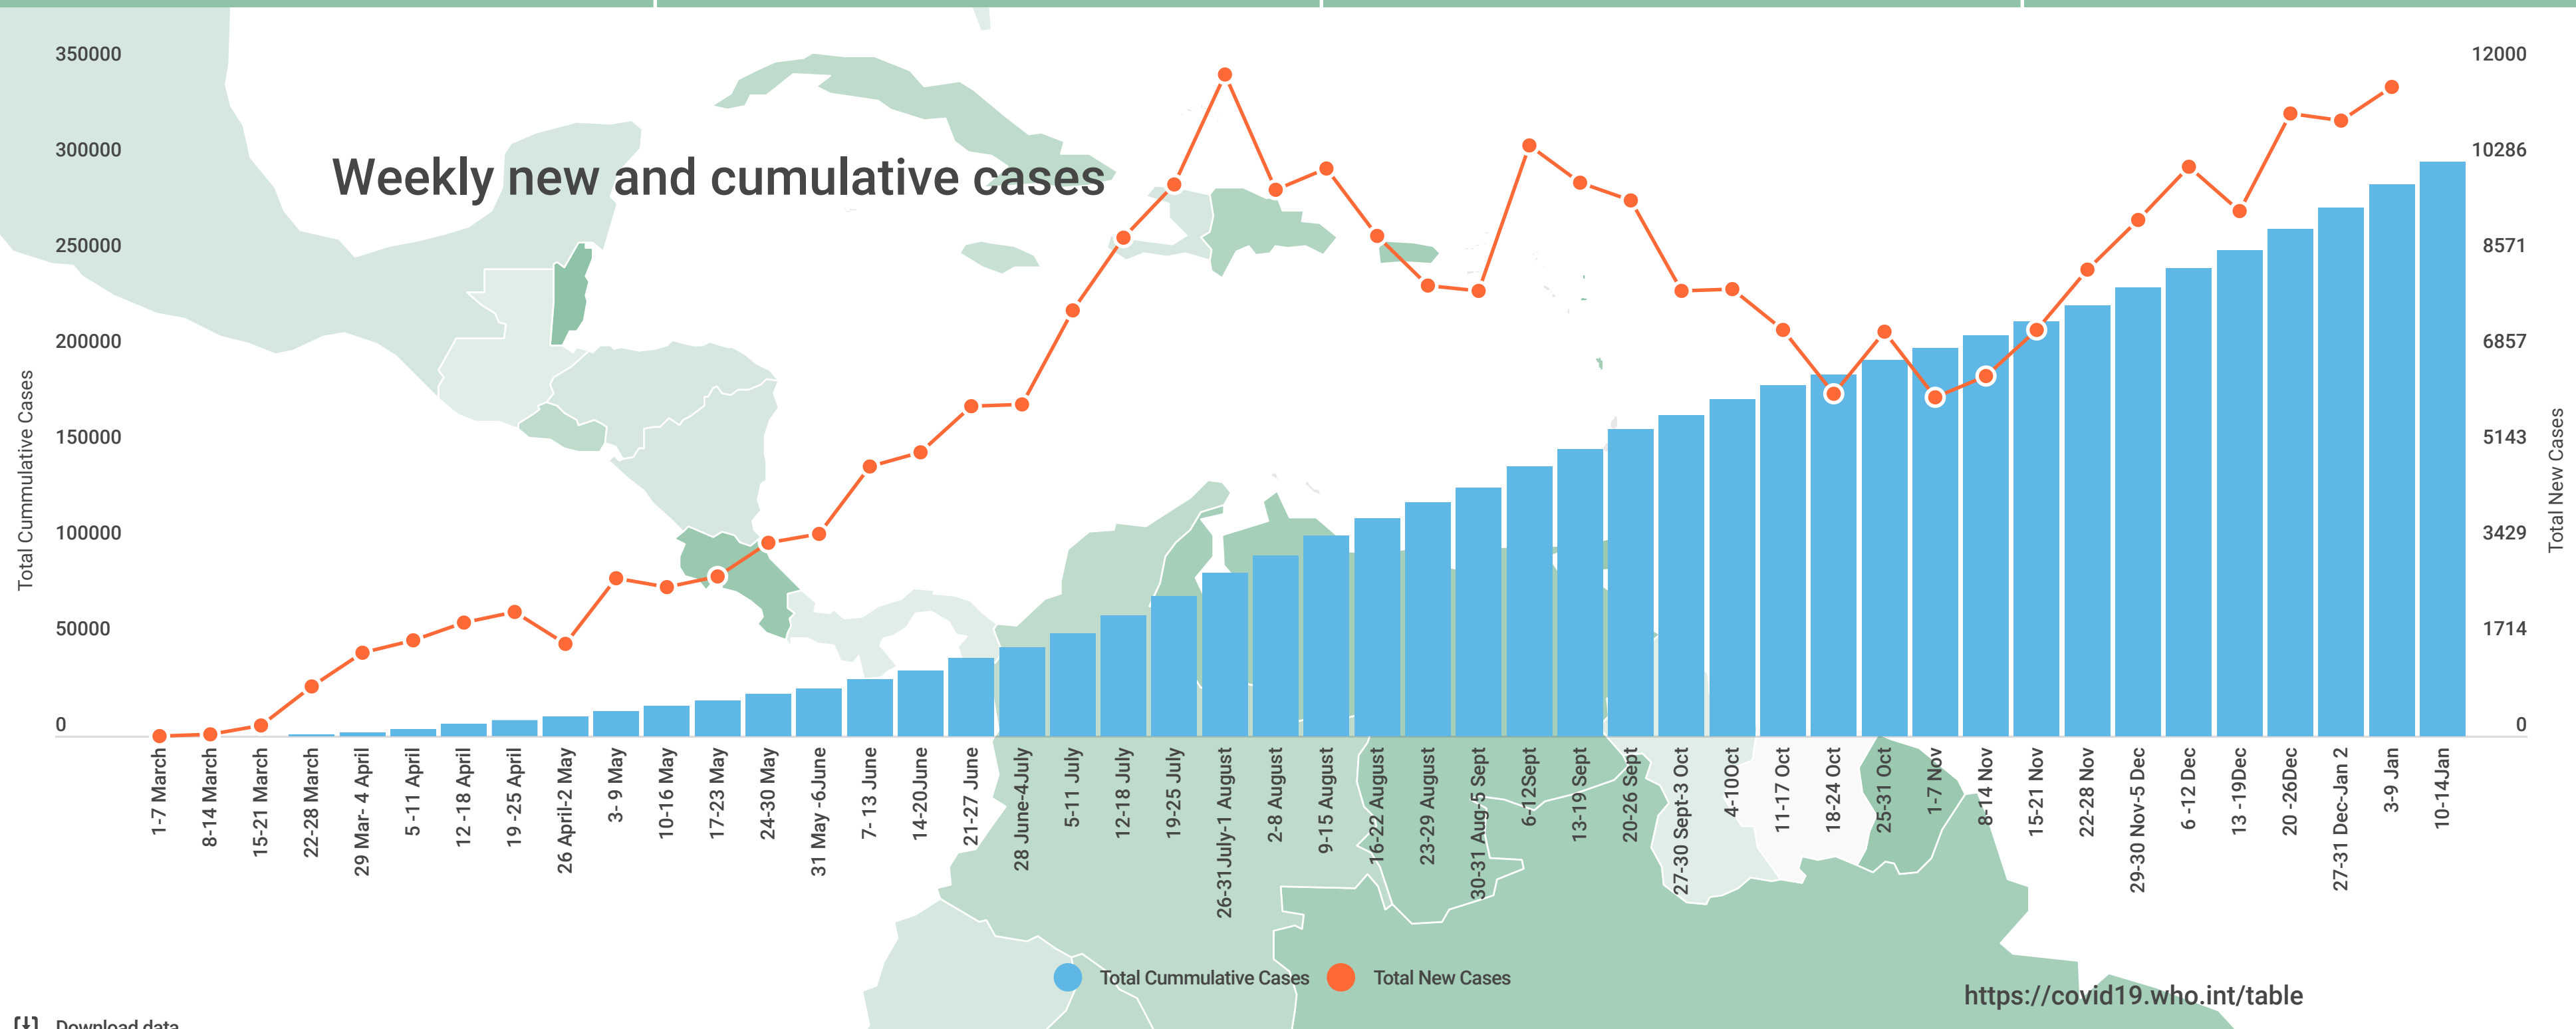 350000
300000
250000
200000
150000
100000
50000
0
Total Cummulative Cases
Weekly new and cumulative cases
12000
10286
8571
6857
5143
3429
1714
0
Total New Cases
1-7 March
8-14 March
15-21 March
22-28 March
29 Mar- 4 April
5 -11 April
12 -18 April
19 -25 April
26 April-2 May
3- 9 May
10-16 May
17-23 May
24-30 May
31 May -6June
7- 13 June
14-20June
21-27 June
28 June-4July
5-11 July
12-18 July
19-25 July
26-31July-1 August
2-8 August
9-15 August
16-22 August
23-29 August
30-31 Aug-5 Sept
6-12Sept
13-19 Sept
20-26 Sept
27-30 Sept-3 Oct
4-10Oct
11-17 Oct
18-24 Oct
25-31 Oct
1-7 Nov
8-14 Nov
15-21 Nov
22-28 Nov
29-30 Nov-5 Dec
6 -12 Dec
13 -19Dec
20 -26Dec
27-31 Dec-Jan 2
3-9 Jan
10-14Jan
Total Cummulative Cases
Total New Cases
https://covid19.who.int/table
Download data